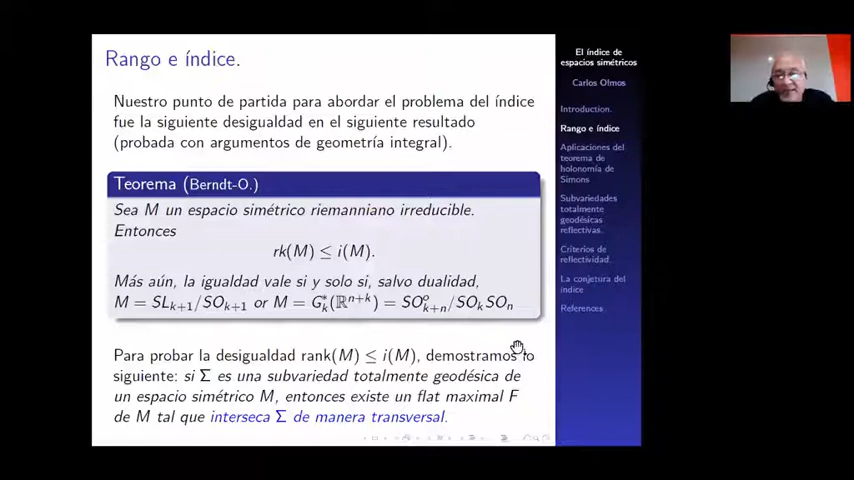 Rango e índice.
Nuestro punto de partida para abordar el problema del índice
fue la siguiente desigualdad en el siguiente resultado
(probada con argumentos de geometría integral).
Teorema (Berndt-O.)
Sea M un espacio simétrico riemanniano irreducible.
Entonces
rk(M) ≤ i(M).
Más aún, la igualdad vale si y solo si, salvo dualidad,
M = SL_{k+1}/SO_{k+1} or M = G_k^*(ℝ^{n+k}) = SO^o_{k+n}/SO_kSO_n
Para probar la desigualdad rank(M) ≤ i(M), demostramos lo
siguiente: si Σ es una subvariedad totalmente geodésica de
un espacio simétrico M, entonces existe un flat maximal F
de M tal que interseca Σ de manera transversal.
El índice de
espacios simétricos
Carlos Olmos
Introduction.
Rango e índice
Aplicaciones del
teorema de
holonomía de
Simons
Subvariedades
totalmente
geodésicas
reflectivas.
Criterios de
reflectividad.
La conjetura del
índice
References